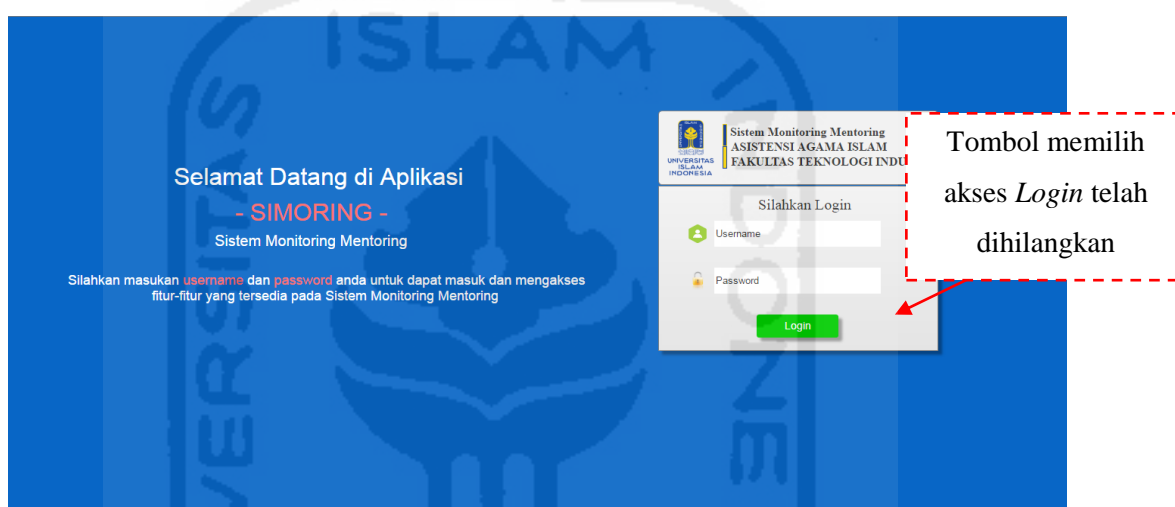 ISLAM
Selamat Datang di Aplikasi
- SIMORING -
Sistem Monitoring Mentoring
Silahkan masukan username dan password anda untuk dapat masuk dan mengakses
fitur-fitur yang tersedia pada Sistem Monitoring Mentoring
UNIVERSITAS
ISLAM
INDONESIA
Sistem Monitoring Mentoring
ASISTENSI AGAMA ISLAM
FAKULTAS TEKNOLOGI INDU
Silahkan Login
Username
Password
Login
Tombol memilih
akses Login telah
dihilangkan